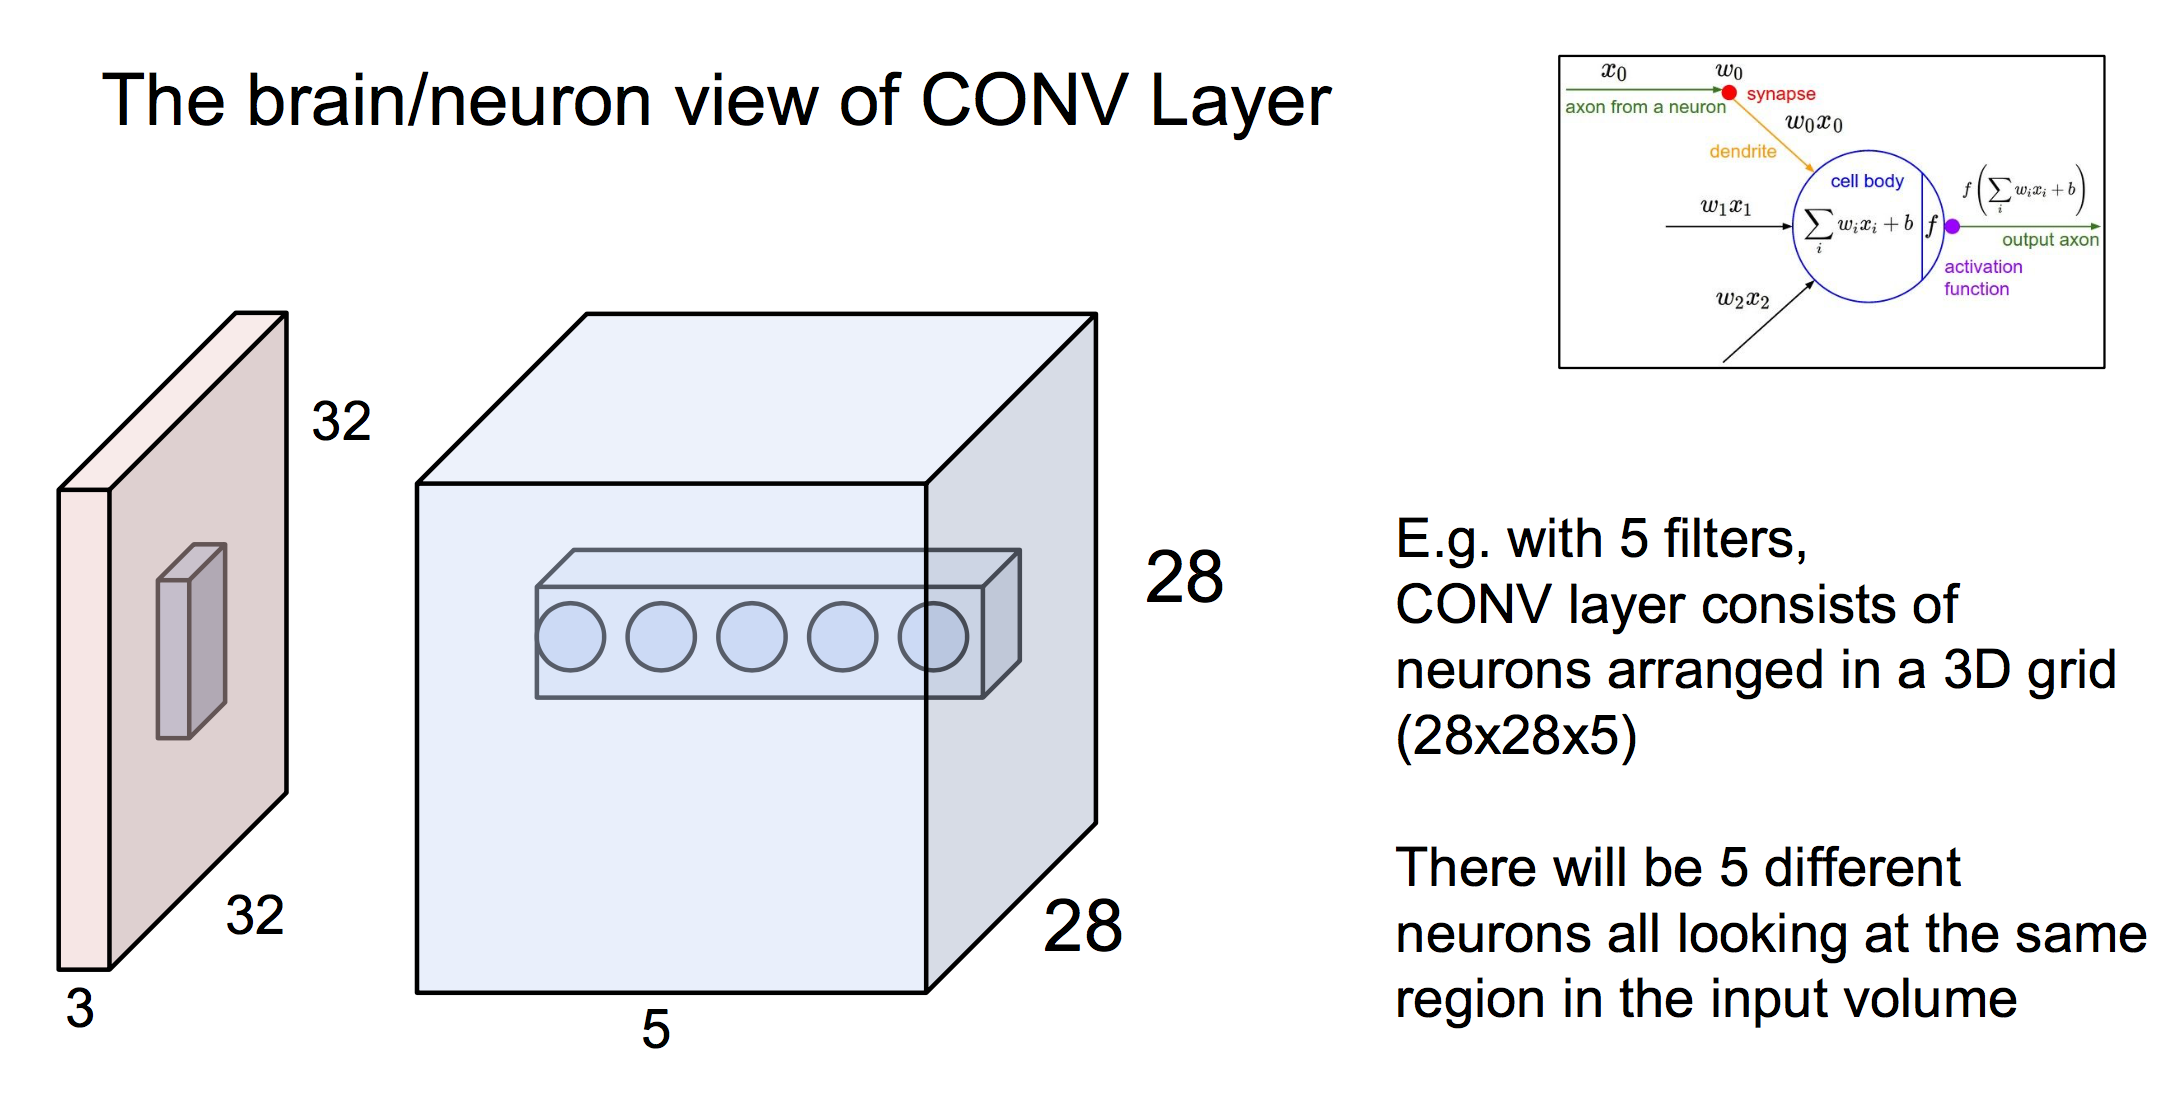 The brain/neuron view of CONV Layer
x₀
w₀
axon from a neuron
synapse
w₀x₀
dendrite
cell body
f(∑ᵢ wᵢxᵢ + b)
w₁x₁
∑ᵢ wᵢxᵢ + b
f
output axon
activation
function
w₂x₂
32
32
3
28
28
5
E.g. with 5 filters,
CONV layer consists of
neurons arranged in a 3D grid
(28x28x5)
There will be 5 different
neurons all looking at the same
region in the input volume